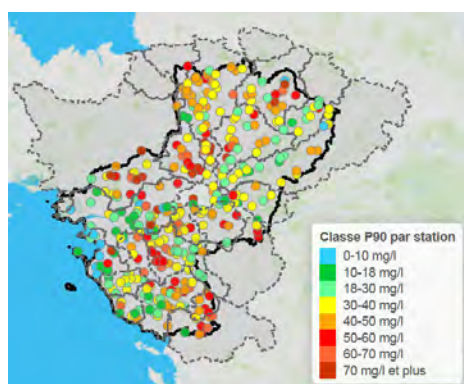 Classe P90 par station
0-10 mg/l
10-18 mg/l
18-30 mg/l
30-40 mg/l
40-50 mg/l
50-60 mg/l
60-70 mg/l
70 mg/l et plus